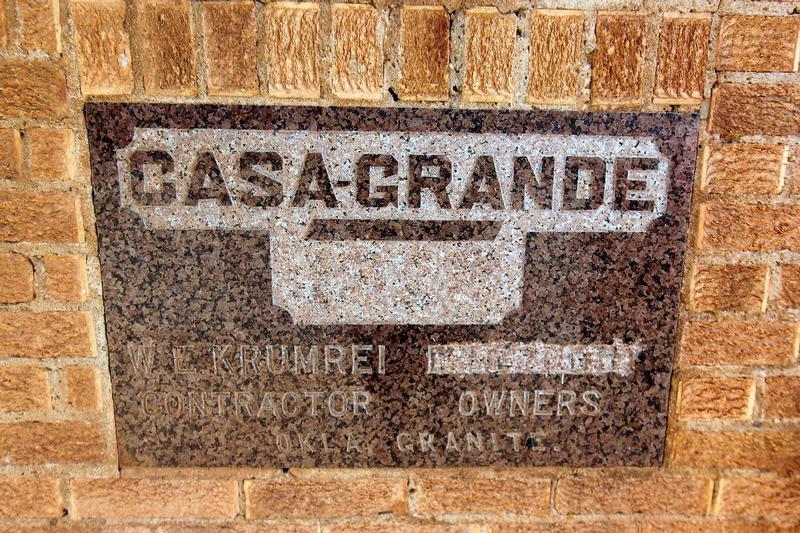 CASA-GRANDE
W.E. KRUMREI
CONTRACTOR OWNERS
OKLA. GRANITE.